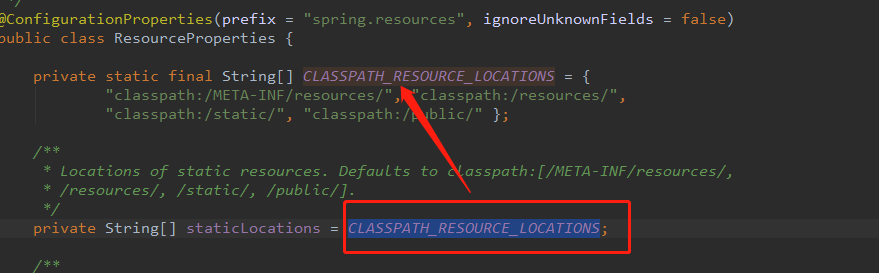 */
@ConfigurationProperties(prefix = "spring.resources", ignoreUnknownFields = false)
public class ResourceProperties {
private static final String[] CLASSPATH_RESOURCE_LOCATIONS = {
"classpath:/META-INF/resources/", "classpath:/resources/",
"classpath:/static/", "classpath:/public/" };
/**
* Locations of static resources. Defaults to classpath:[/META-INF/resources/,
* /resources/, /static/, /public/].
*/
private String[] staticLocations = CLASSPATH_RESOURCE_LOCATIONS;
/**